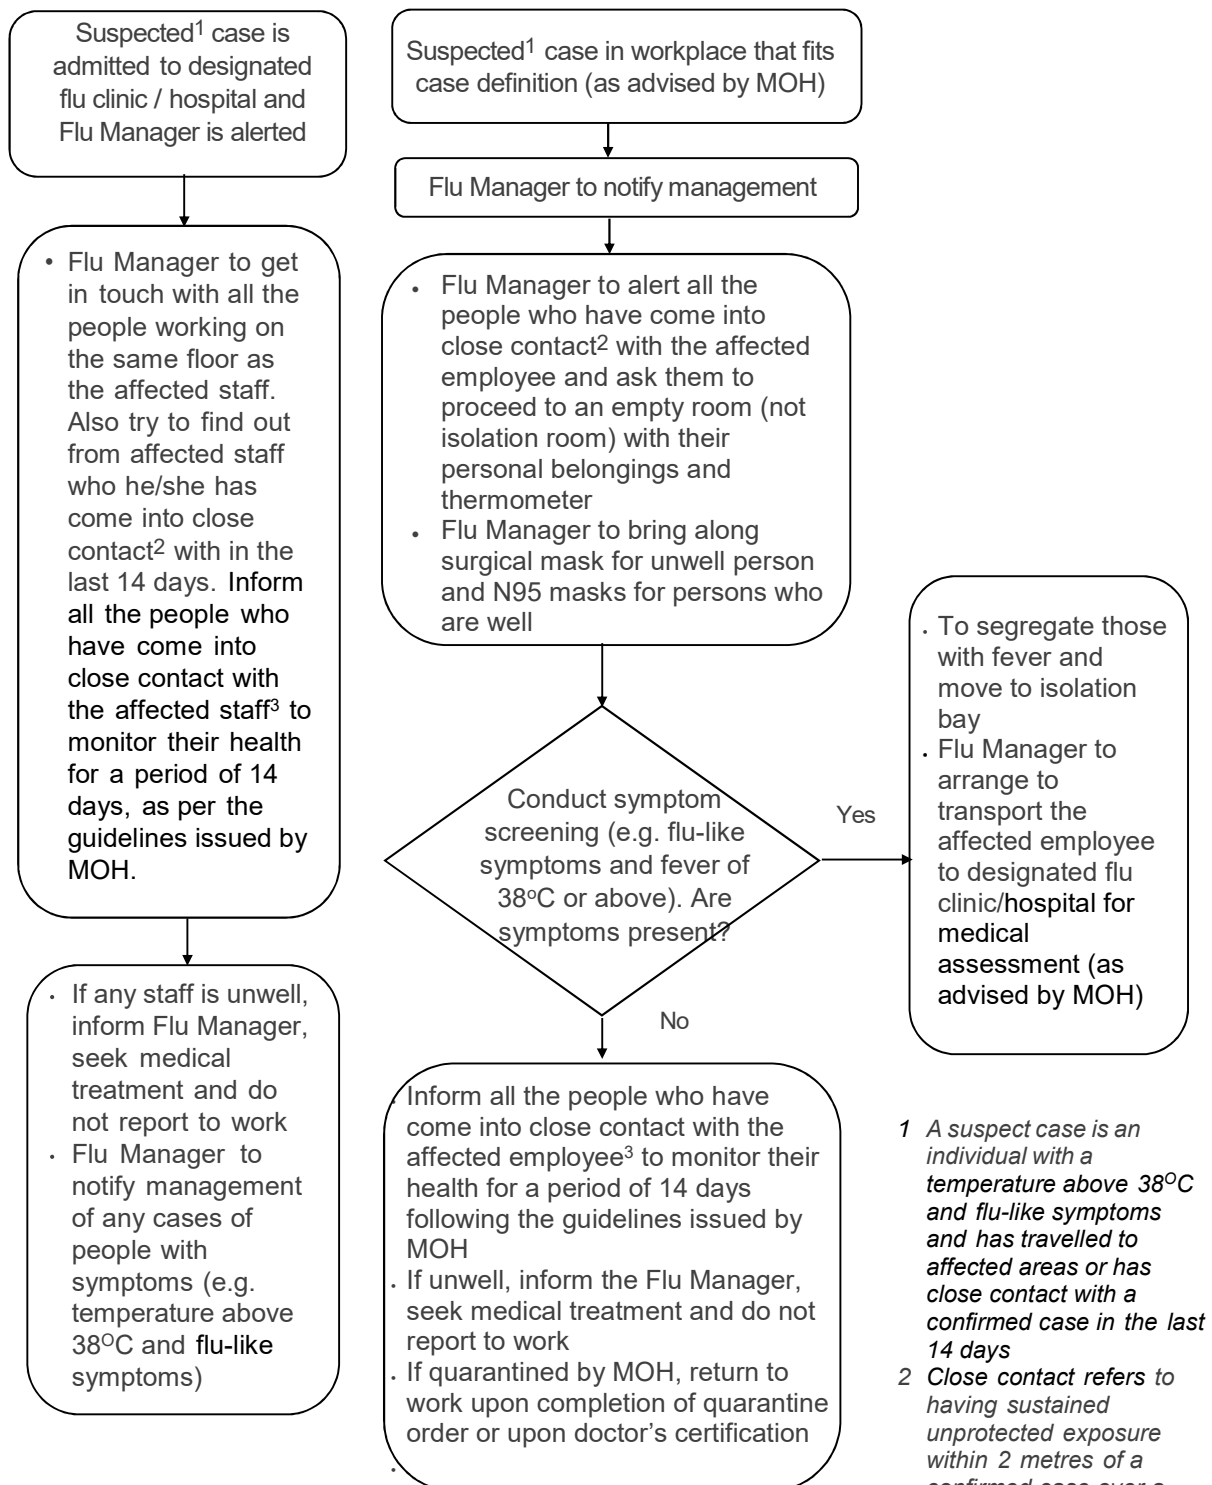 Suspected1 case is
admitted to designated
flu clinic / hospital and
Flu Manager is alerted
• Flu Manager to get
in touch with all the
people working on
the same floor as
the affected staff.
Also try to find out
from affected staff
who he/she has
come into close
contact2 with in the
last 14 days. Inform
all the people who
have come into
close contact with
the affected staff3 to
monitor their health
for a period of 14
days, as per the
guidelines issued by
MOH.
• If any staff is unwell,
inform Flu Manager,
seek medical
treatment and do
not report to work
• Flu Manager to
notify management
of any cases of
people with
symptoms (e.g.
temperature above
38OC and flu-like
symptoms)
Suspected1 case in workplace that fits
case definition (as advised by MOH)
Flu Manager to notify management
• Flu Manager to alert all the
people who have come into
close contact2 with the affected
employee and ask them to
proceed to an empty room (not
isolation room) with their
personal belongings and
thermometer
• Flu Manager to bring along
surgical mask for unwell person
and N95 masks for persons who
are well
Conduct symptom
screening (e.g. flu-like
symptoms and fever of
38oC or above). Are
symptoms present?
Yes
No
• To segregate those
with fever and
move to isolation
bay
• Flu Manager to
arrange to
transport the
affected employee
to designated flu
clinic/hospital for
medical
assessment (as
advised by MOH)
• Inform all the people who have
come into close contact with the
affected employee3 to monitor their
health for a period of 14 days
following the guidelines issued by
MOH
• If unwell, inform the Flu Manager,
seek medical treatment and do not
report to work
• If quarantined by MOH, return to
work upon completion of quarantine
order or upon doctor’s certification
•
1 A suspect case is an
individual with a
temperature above 38OC
and flu-like symptoms
and has travelled to
affected areas or has
close contact with a
confirmed case in the last
14 days
2 Close contact refers to
having sustained
unprotected exposure
within 2 metres of a
confirmed case over a